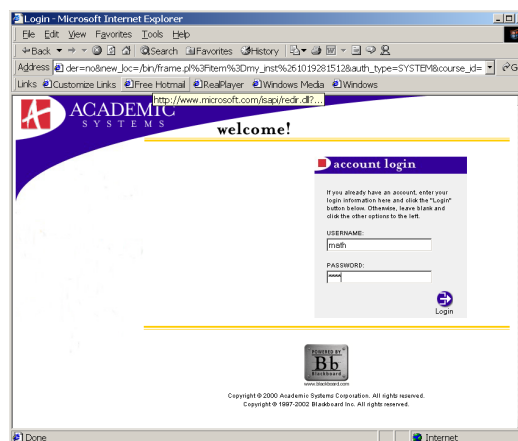 Login - Microsoft Internet Explorer
File Edit View Favorites Tools Help
Back Search Favorites History
Address der=no&new_loc=/bin/frame.pl%3Fitem%3Dmy_inst%261019281512&auth_type=SYSTEM&course_id= G
Links Customize Links Free Hotmail RealPlayer Windows Media Windows
http://www.microsoft.com/isapi/redir.dll?...
ACADEMIC
SYSTEMS
welcome!
account login
If you already have an account, enter your
login information here and click the "Login"
button below. Otherwise, leave blank and
click the other options to the left.
USERNAME:
math
PASSWORD:
****
Login
POWERED BY
Bb
Blackboard
www.blackboard.com
Copyright © 2000 Academic Systems Corporation. All rights reserved.
Copyright © 1997-2002 Blackboard Inc. All rights reserved.
Done Internet